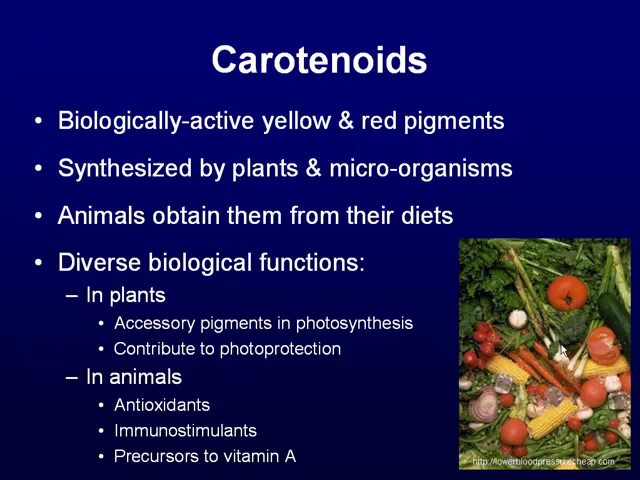 Carotenoids
• Biologically-active yellow & red pigments
• Synthesized by plants & micro-organisms
• Animals obtain them from their diets
• Diverse biological functions:
– In plants
• Accessory pigments in photosynthesis
• Contribute to photoprotection
– In animals
• Antioxidants
• Immunostimulants
• Precursors to vitamin A
http://lowerbloodpressurecheap.com